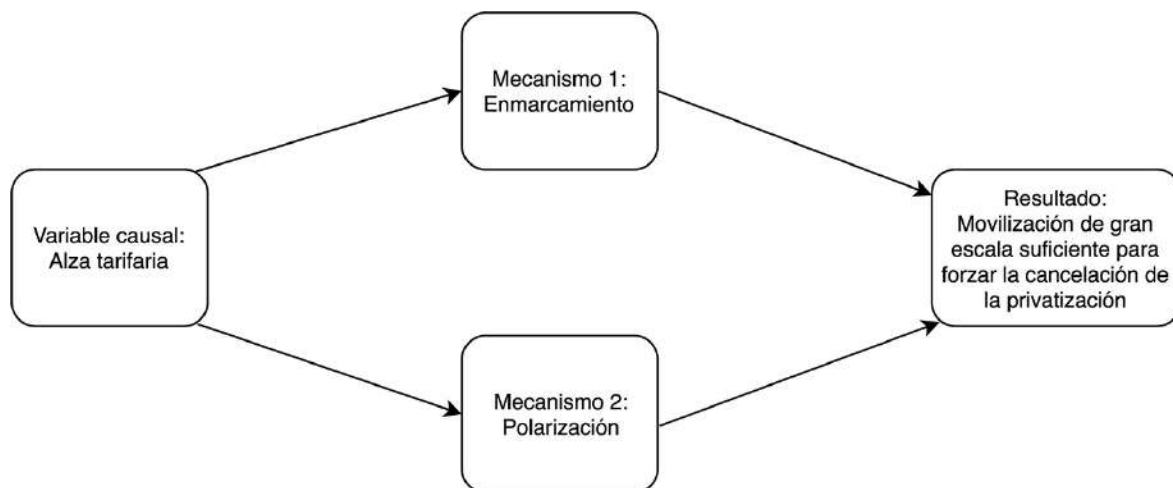 Mecanismo 1:
Enmarcamiento
Variable causal:
Alza tarifaria
Resultado:
Movilización de gran
escala suficiente para
forzar la cancelación de
la privatización
Mecanismo 2:
Polarización